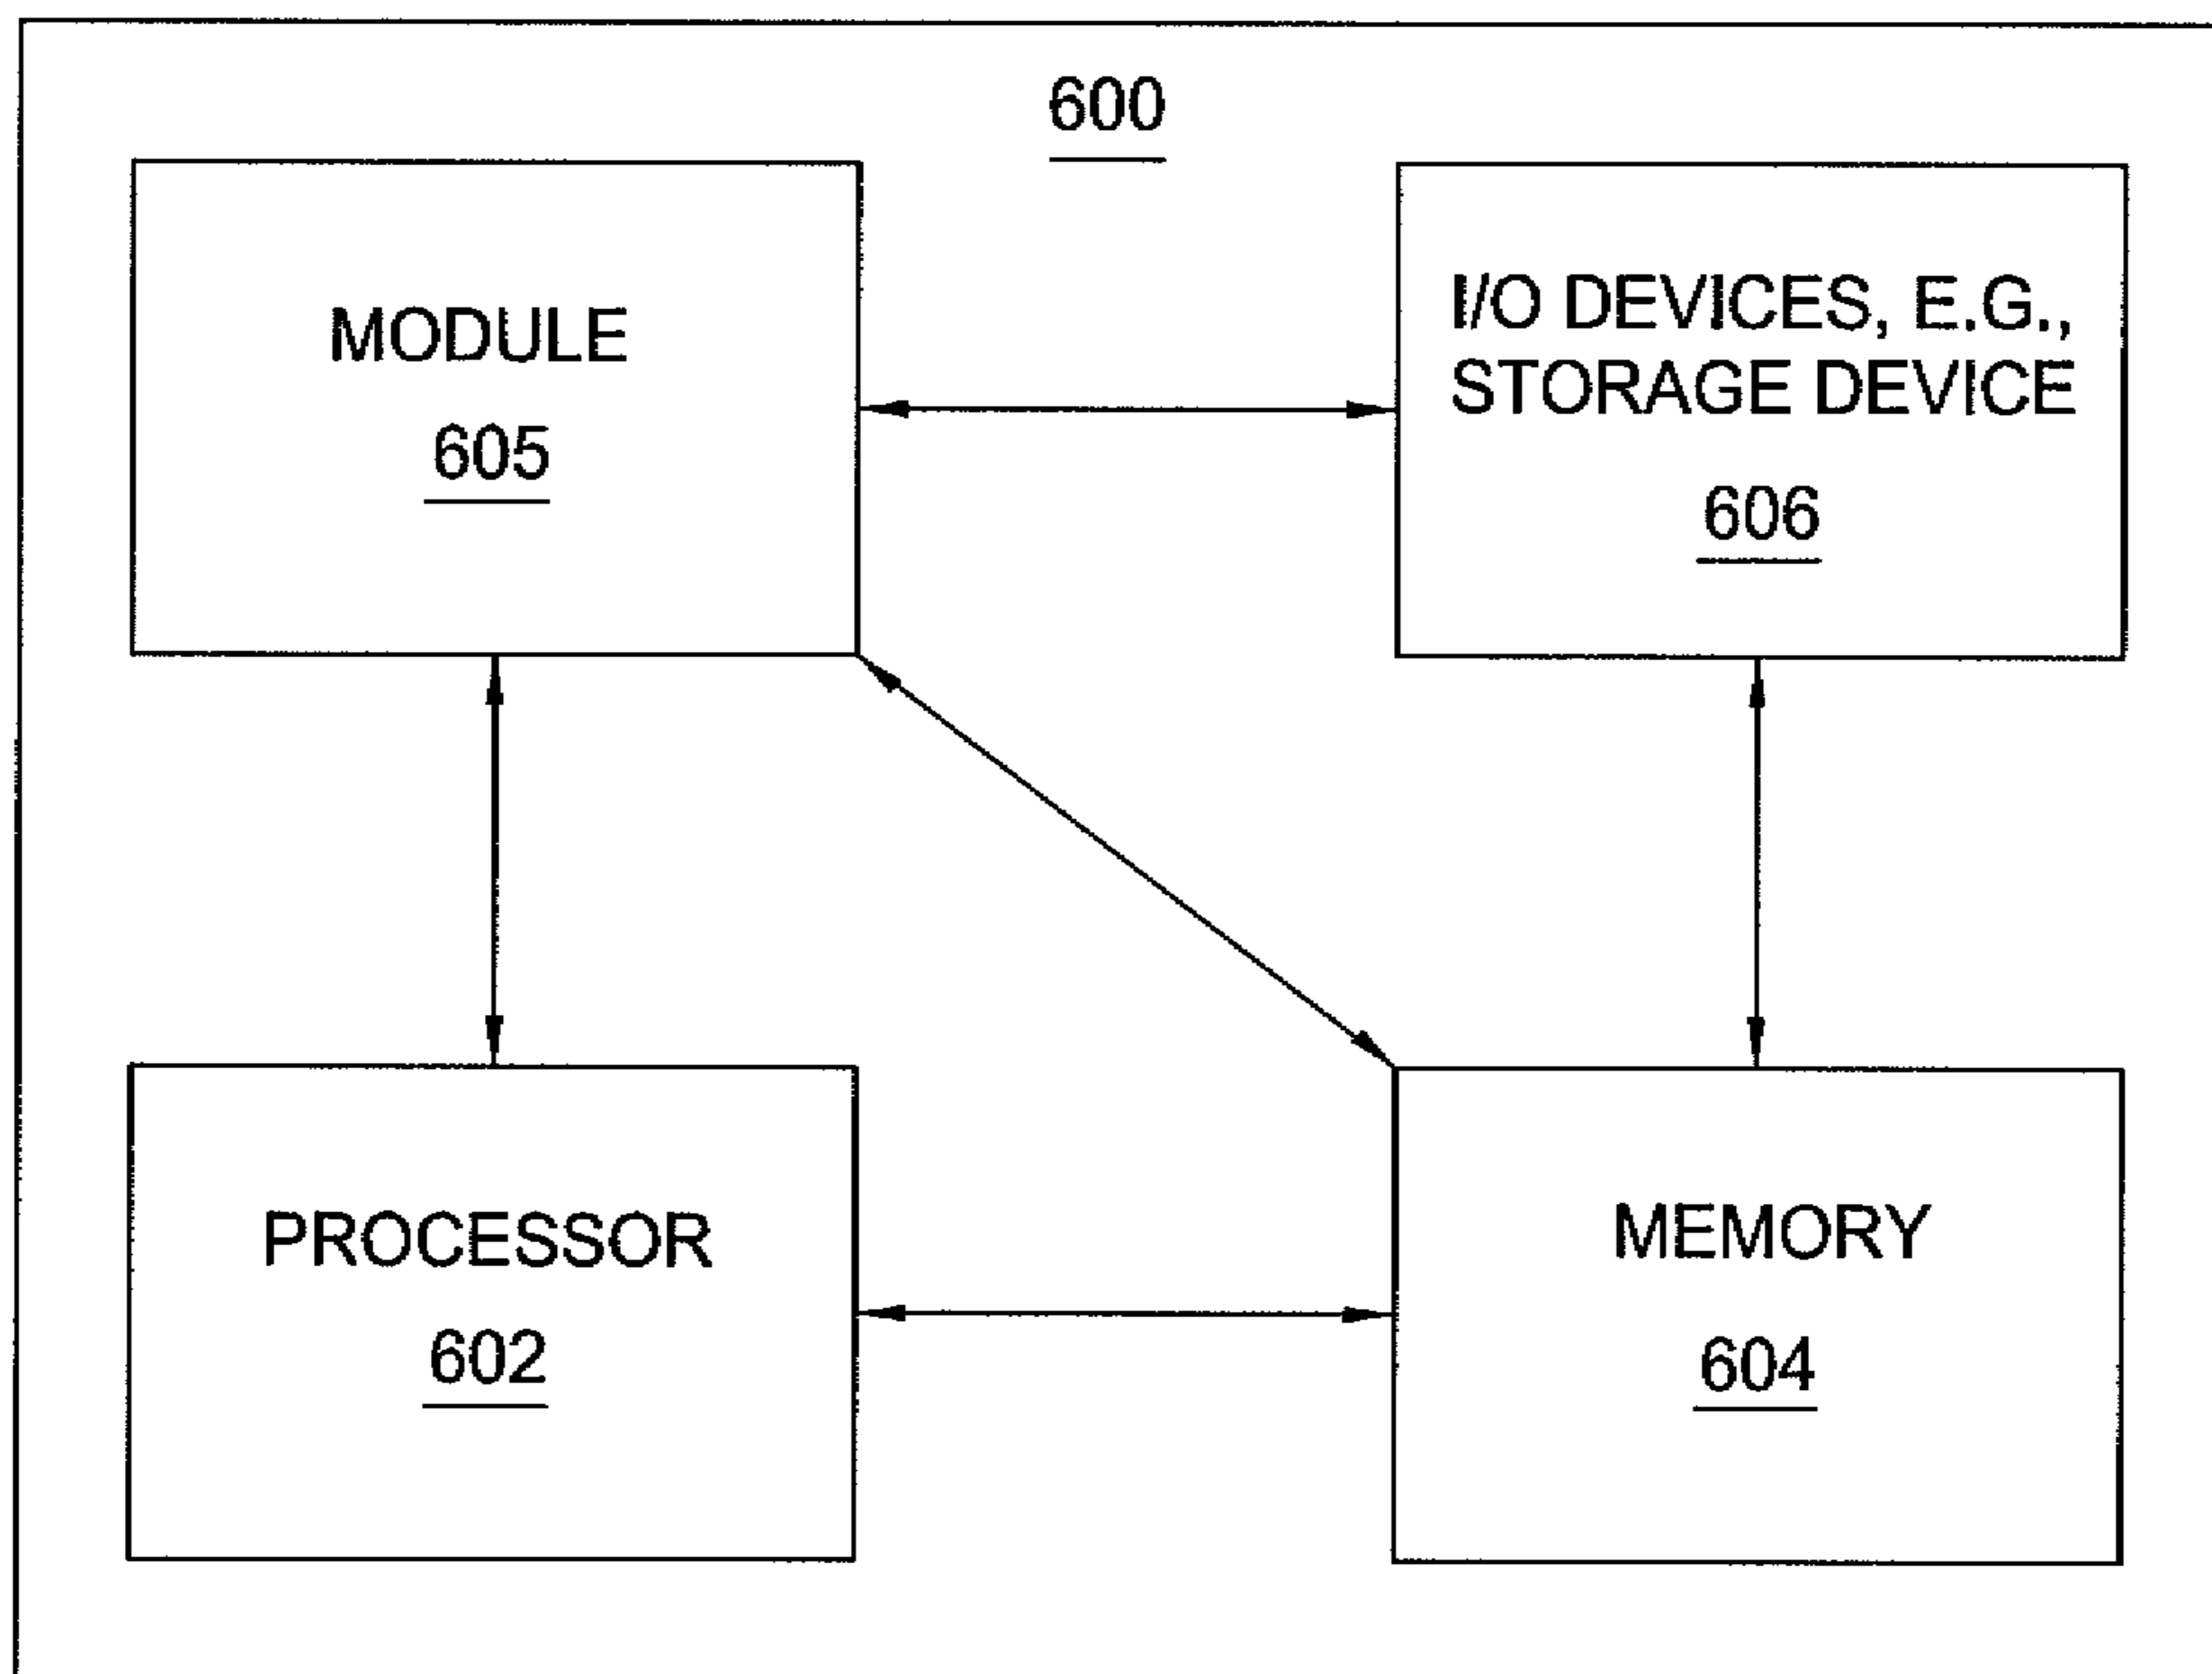 600
MODULE
605
I/O DEVICES, E.G.,
STORAGE DEVICE
606
PROCESSOR
602
MEMORY
604